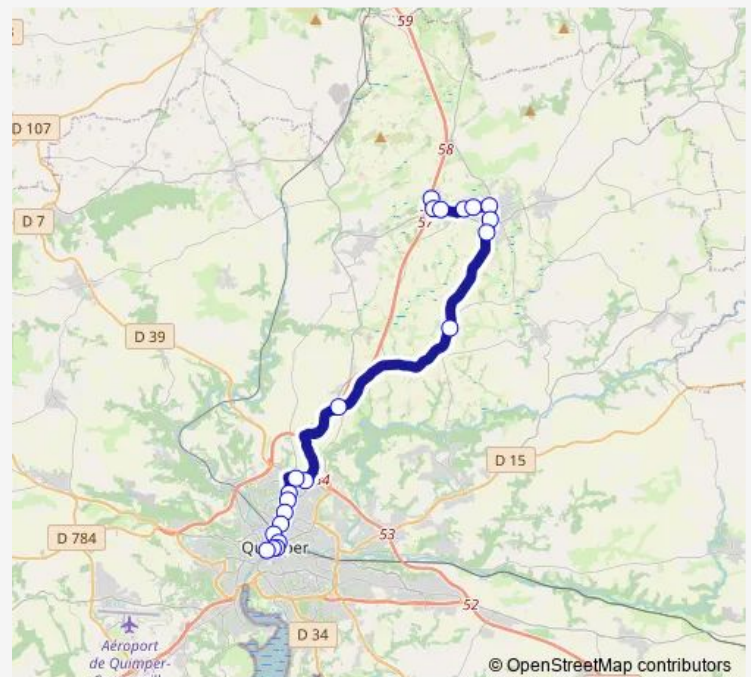 59
D 107
58
D 7
57
D 39
D 15
54
D 784
53
Quimper
52
D 34
Aéroport
de Quimper-
© OpenStreetMap contributors